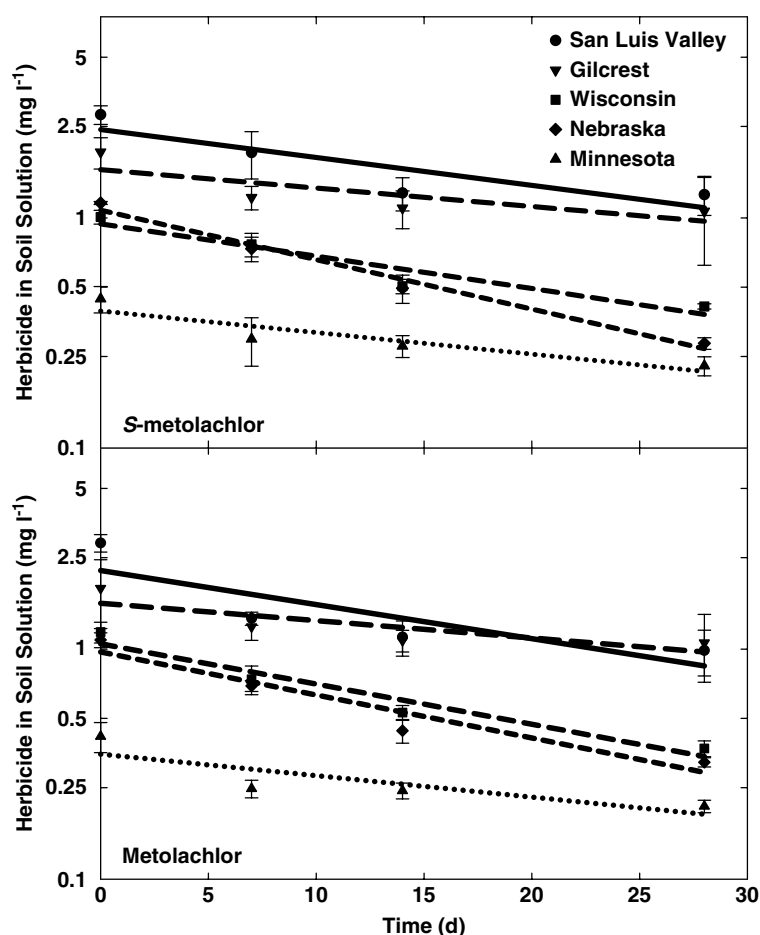 Herbicide in Soil Solution (mg l⁻¹)
5
2.5
1
0.5
0.25
0.1
San Luis Valley
Gilcrest
Wisconsin
Nebraska
Minnesota
S-metolachlor
Herbicide in Soil Solution (mg l⁻¹)
5
2.5
1
0.5
0.25
0.1
Metolachlor
0 5 10 15 20 25 30
Time (d)